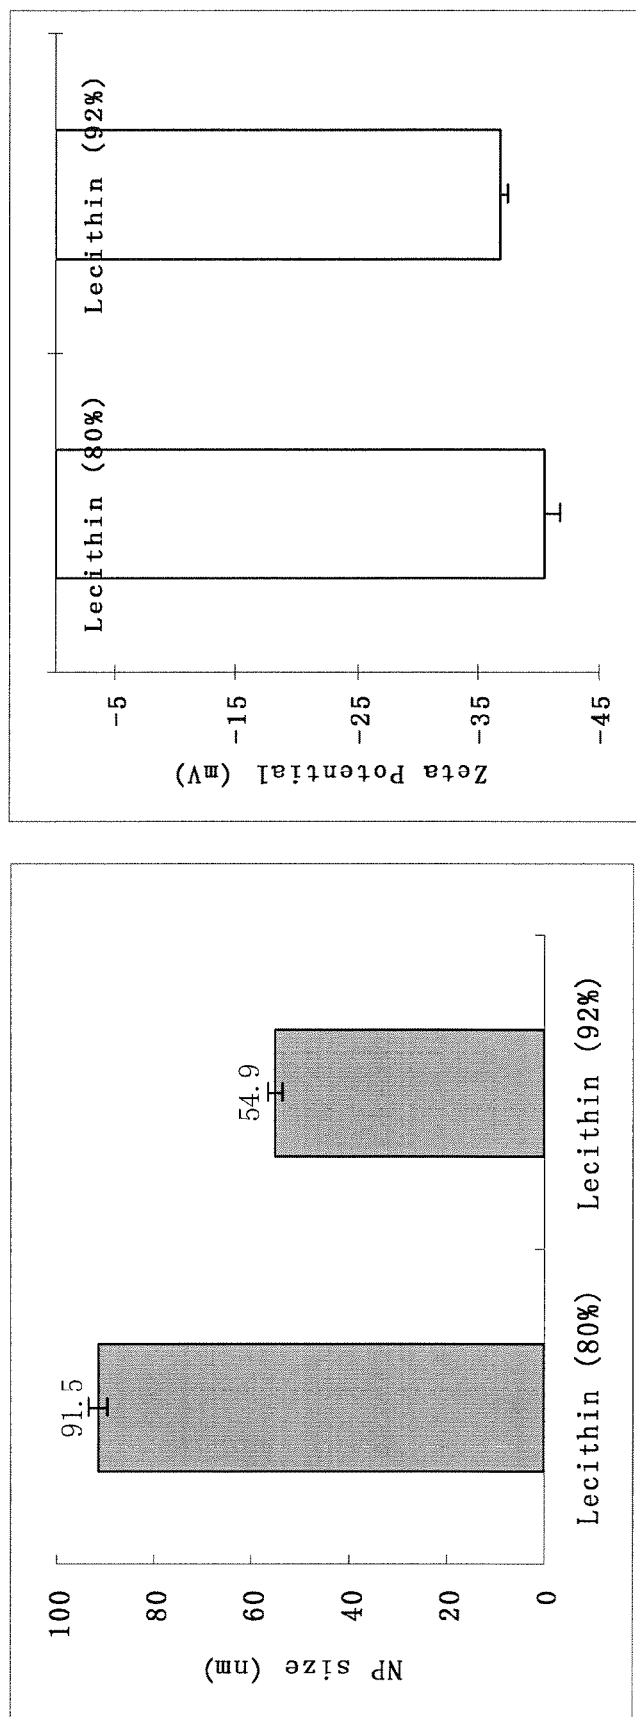 NP size (nm)
100
80
60
40
20
0
91.5
54.9
Lecithin (80%)
Lecithin (92%)
Zeta Potential (mV)
-5
-15
-25
-35
-45
Lecithin (80%)
Lecithin (92%)